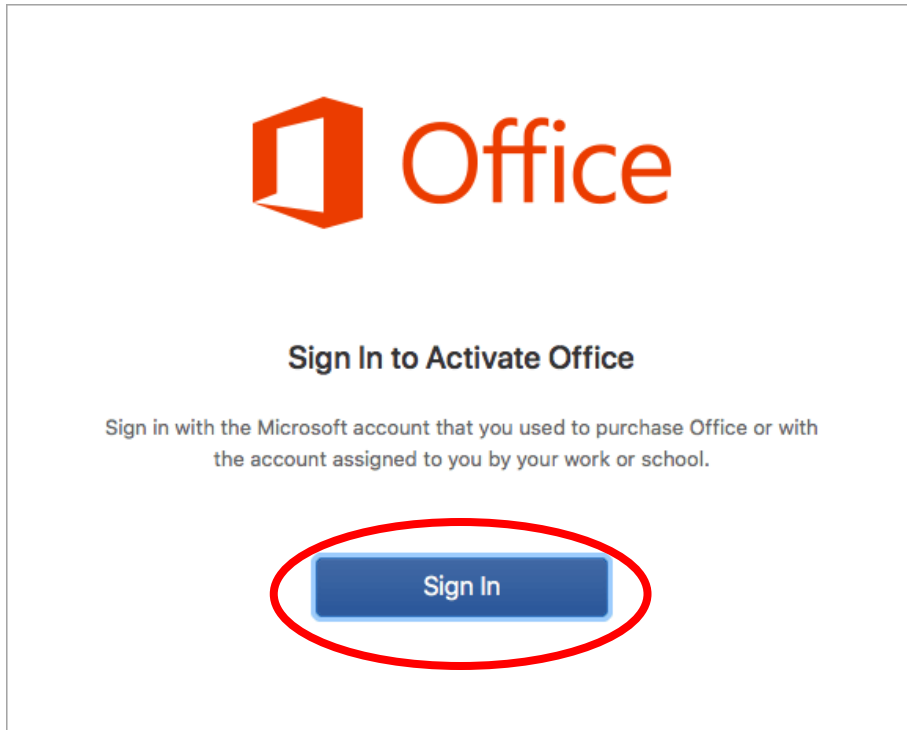 Office
Sign In to Activate Office
Sign in with the Microsoft account that you used to purchase Office or with
the account assigned to you by your work or school.
Sign In